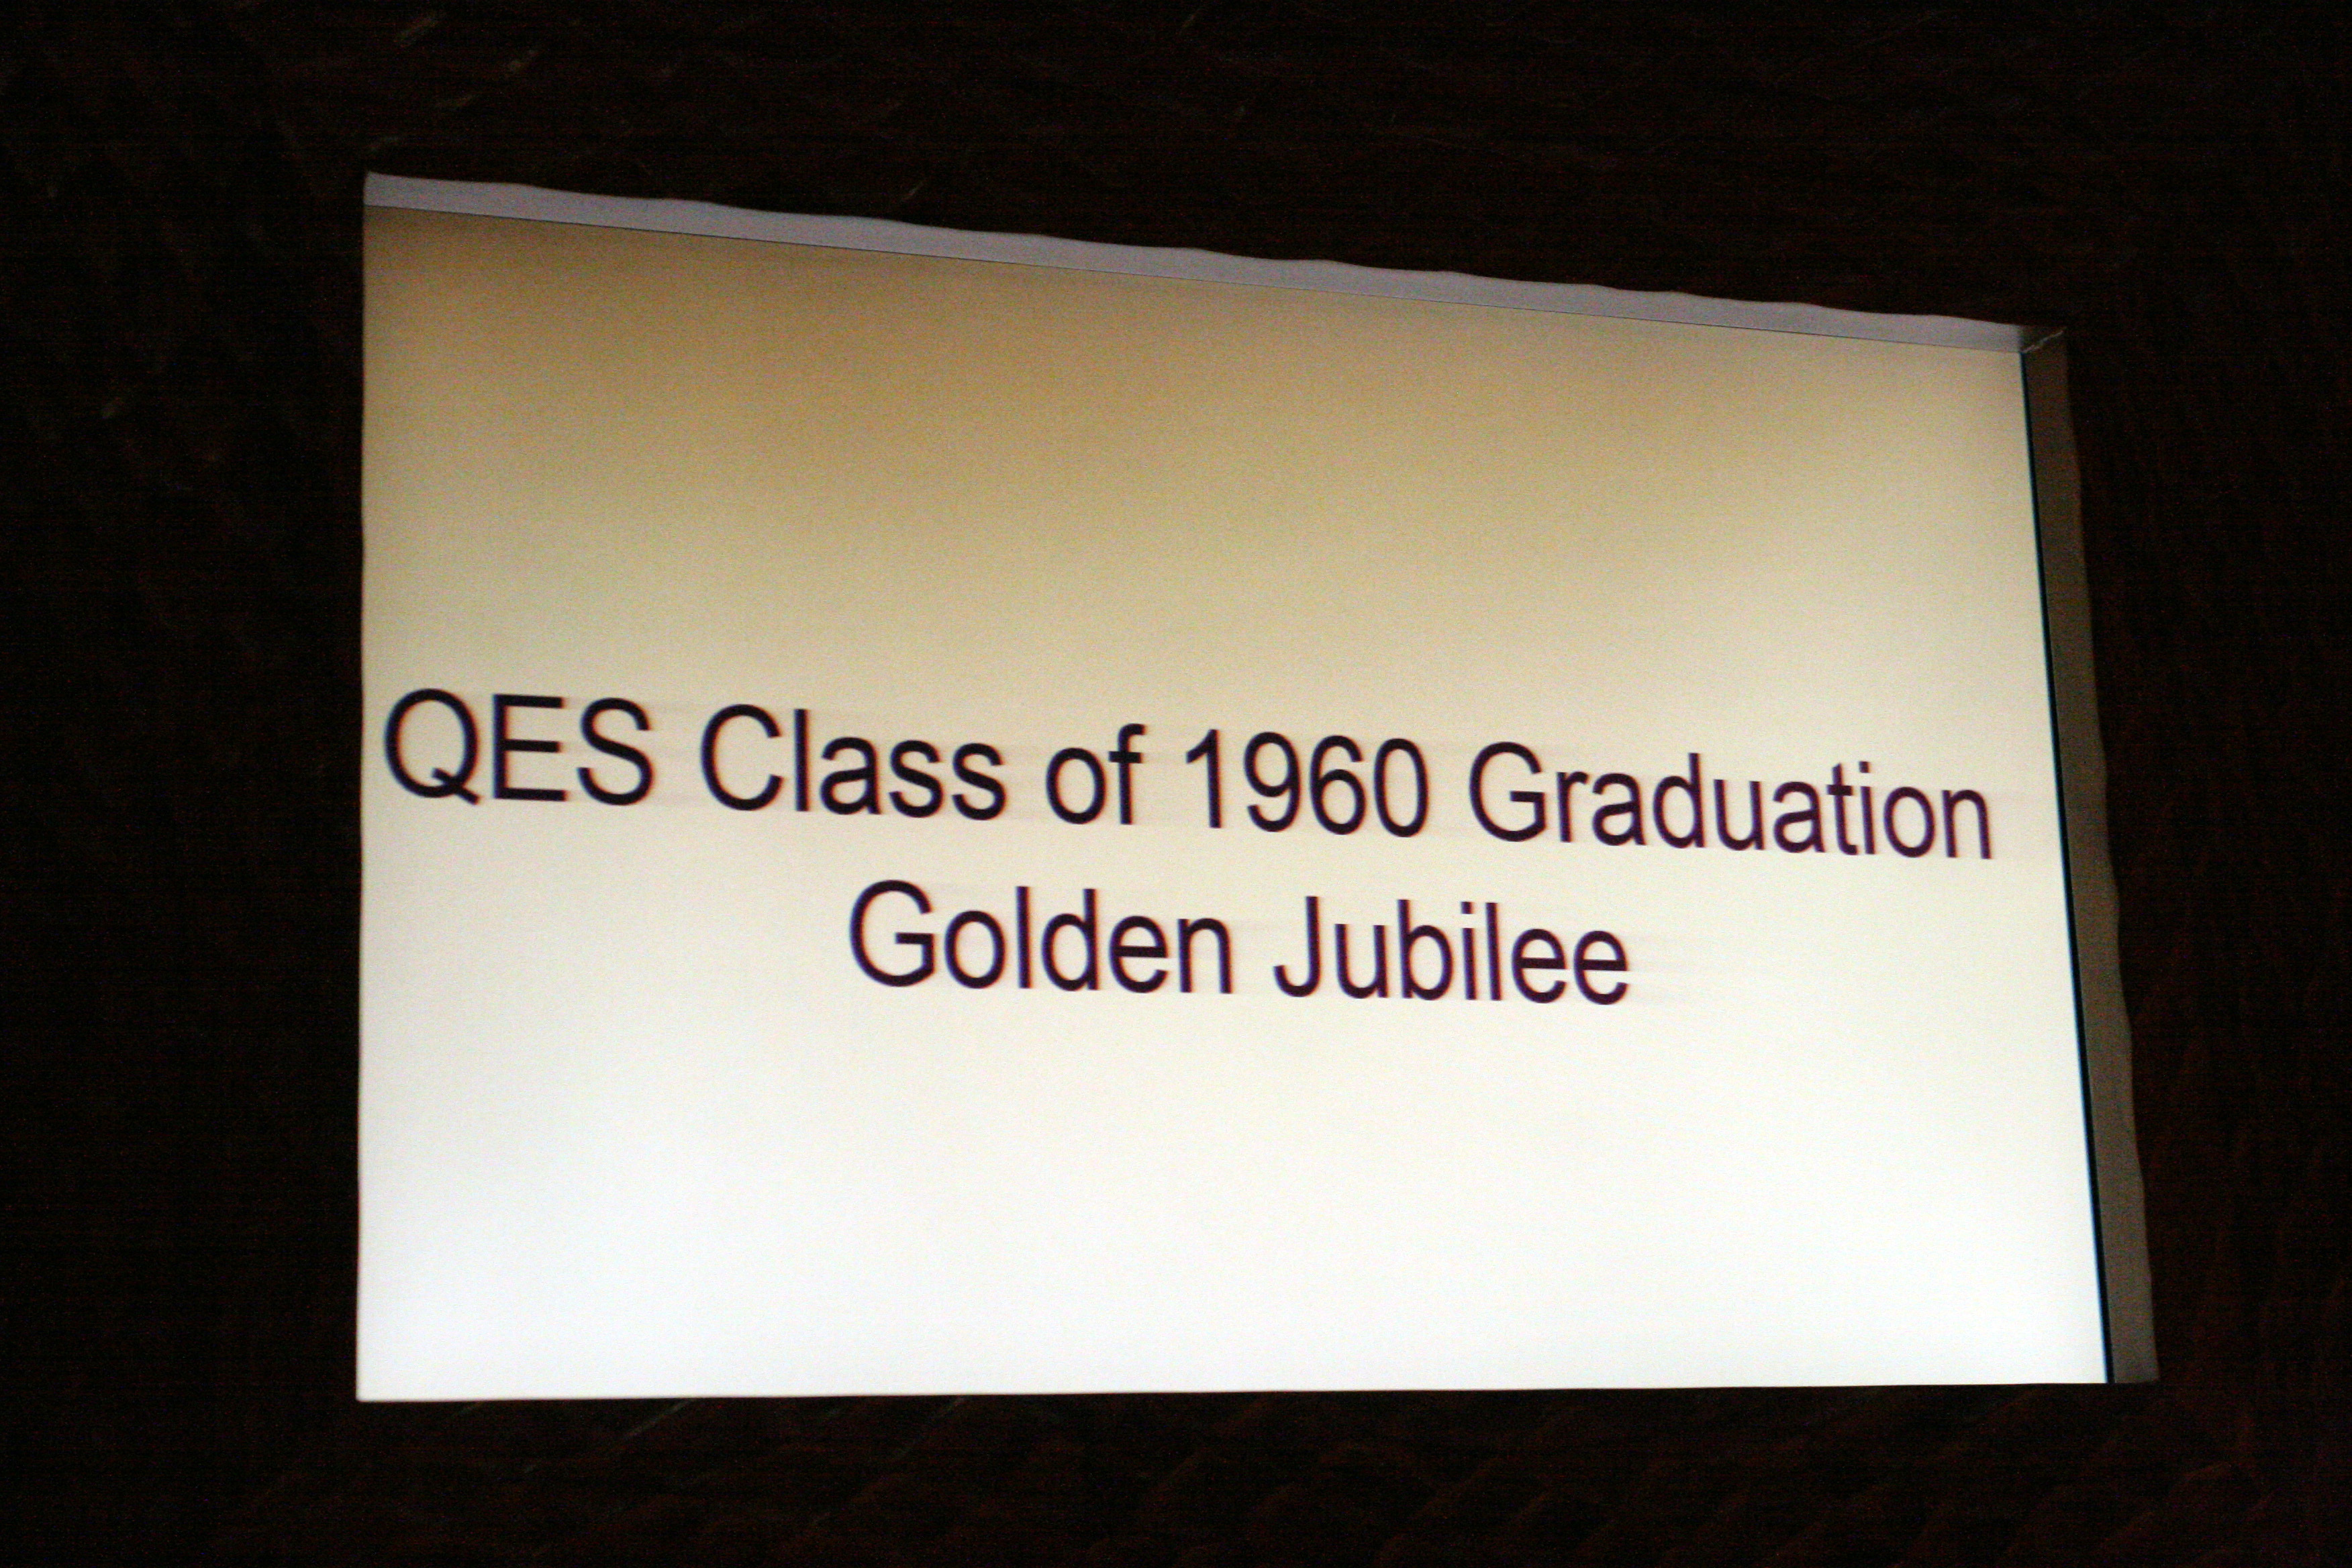 QES Class of 1960 Graduation
Golden Jubilee